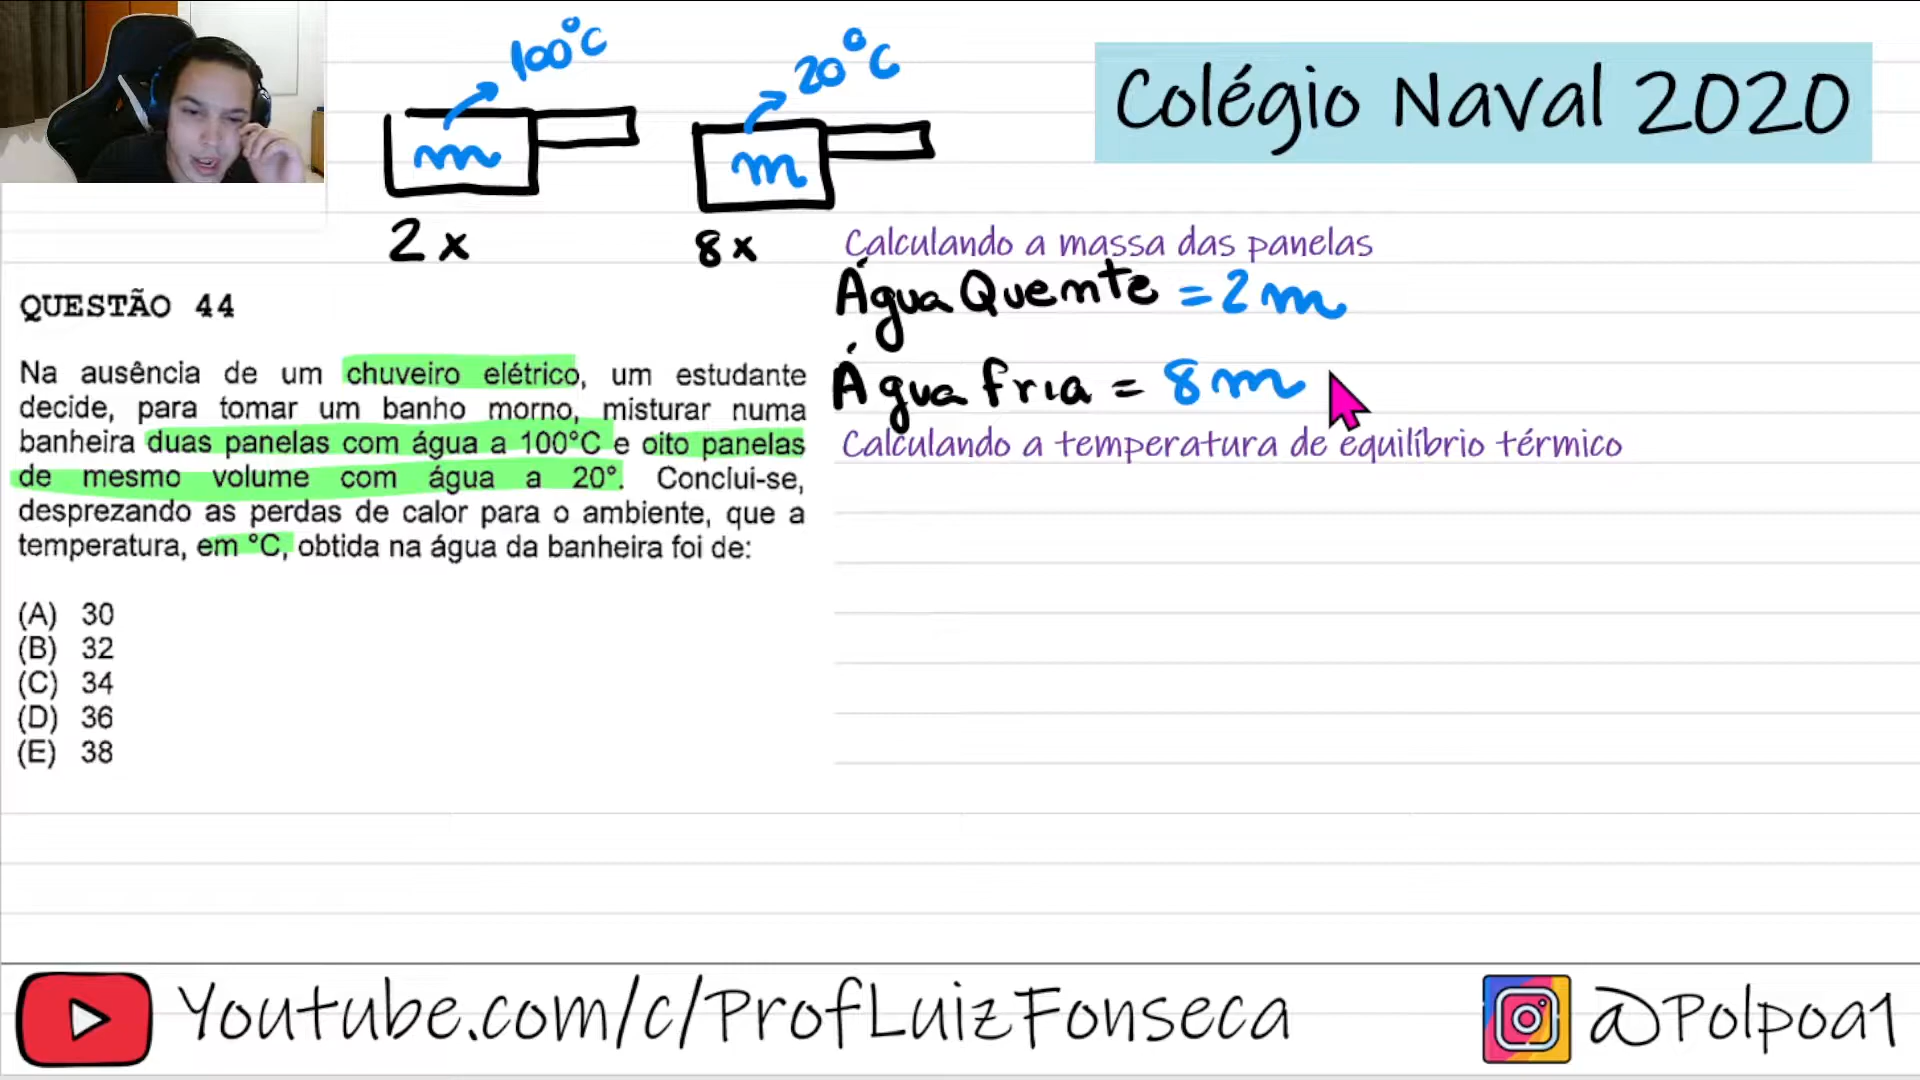 100°C
20°C
m
m
2x
8x
Colégio Naval 2020
Calculando a massa das panelas
Água Quente = 2m
Água fria = 8m
Calculando a temperatura de equilíbrio térmico
QUESTÃO 44
Na ausência de um chuveiro elétrico, um estudante
decide, para tomar um banho morno, misturar numa
banheira duas panelas com água a 100°C e oito panelas
de mesmo volume com água a 20°. Conclui-se,
desprezando as perdas de calor para o ambiente, que a
temperatura, em °C, obtida na água da banheira foi de:
(A) 30
(B) 32
(C) 34
(D) 36
(E) 38
Youtube.com/c/ProfLuizFonseca
@Polpoa1